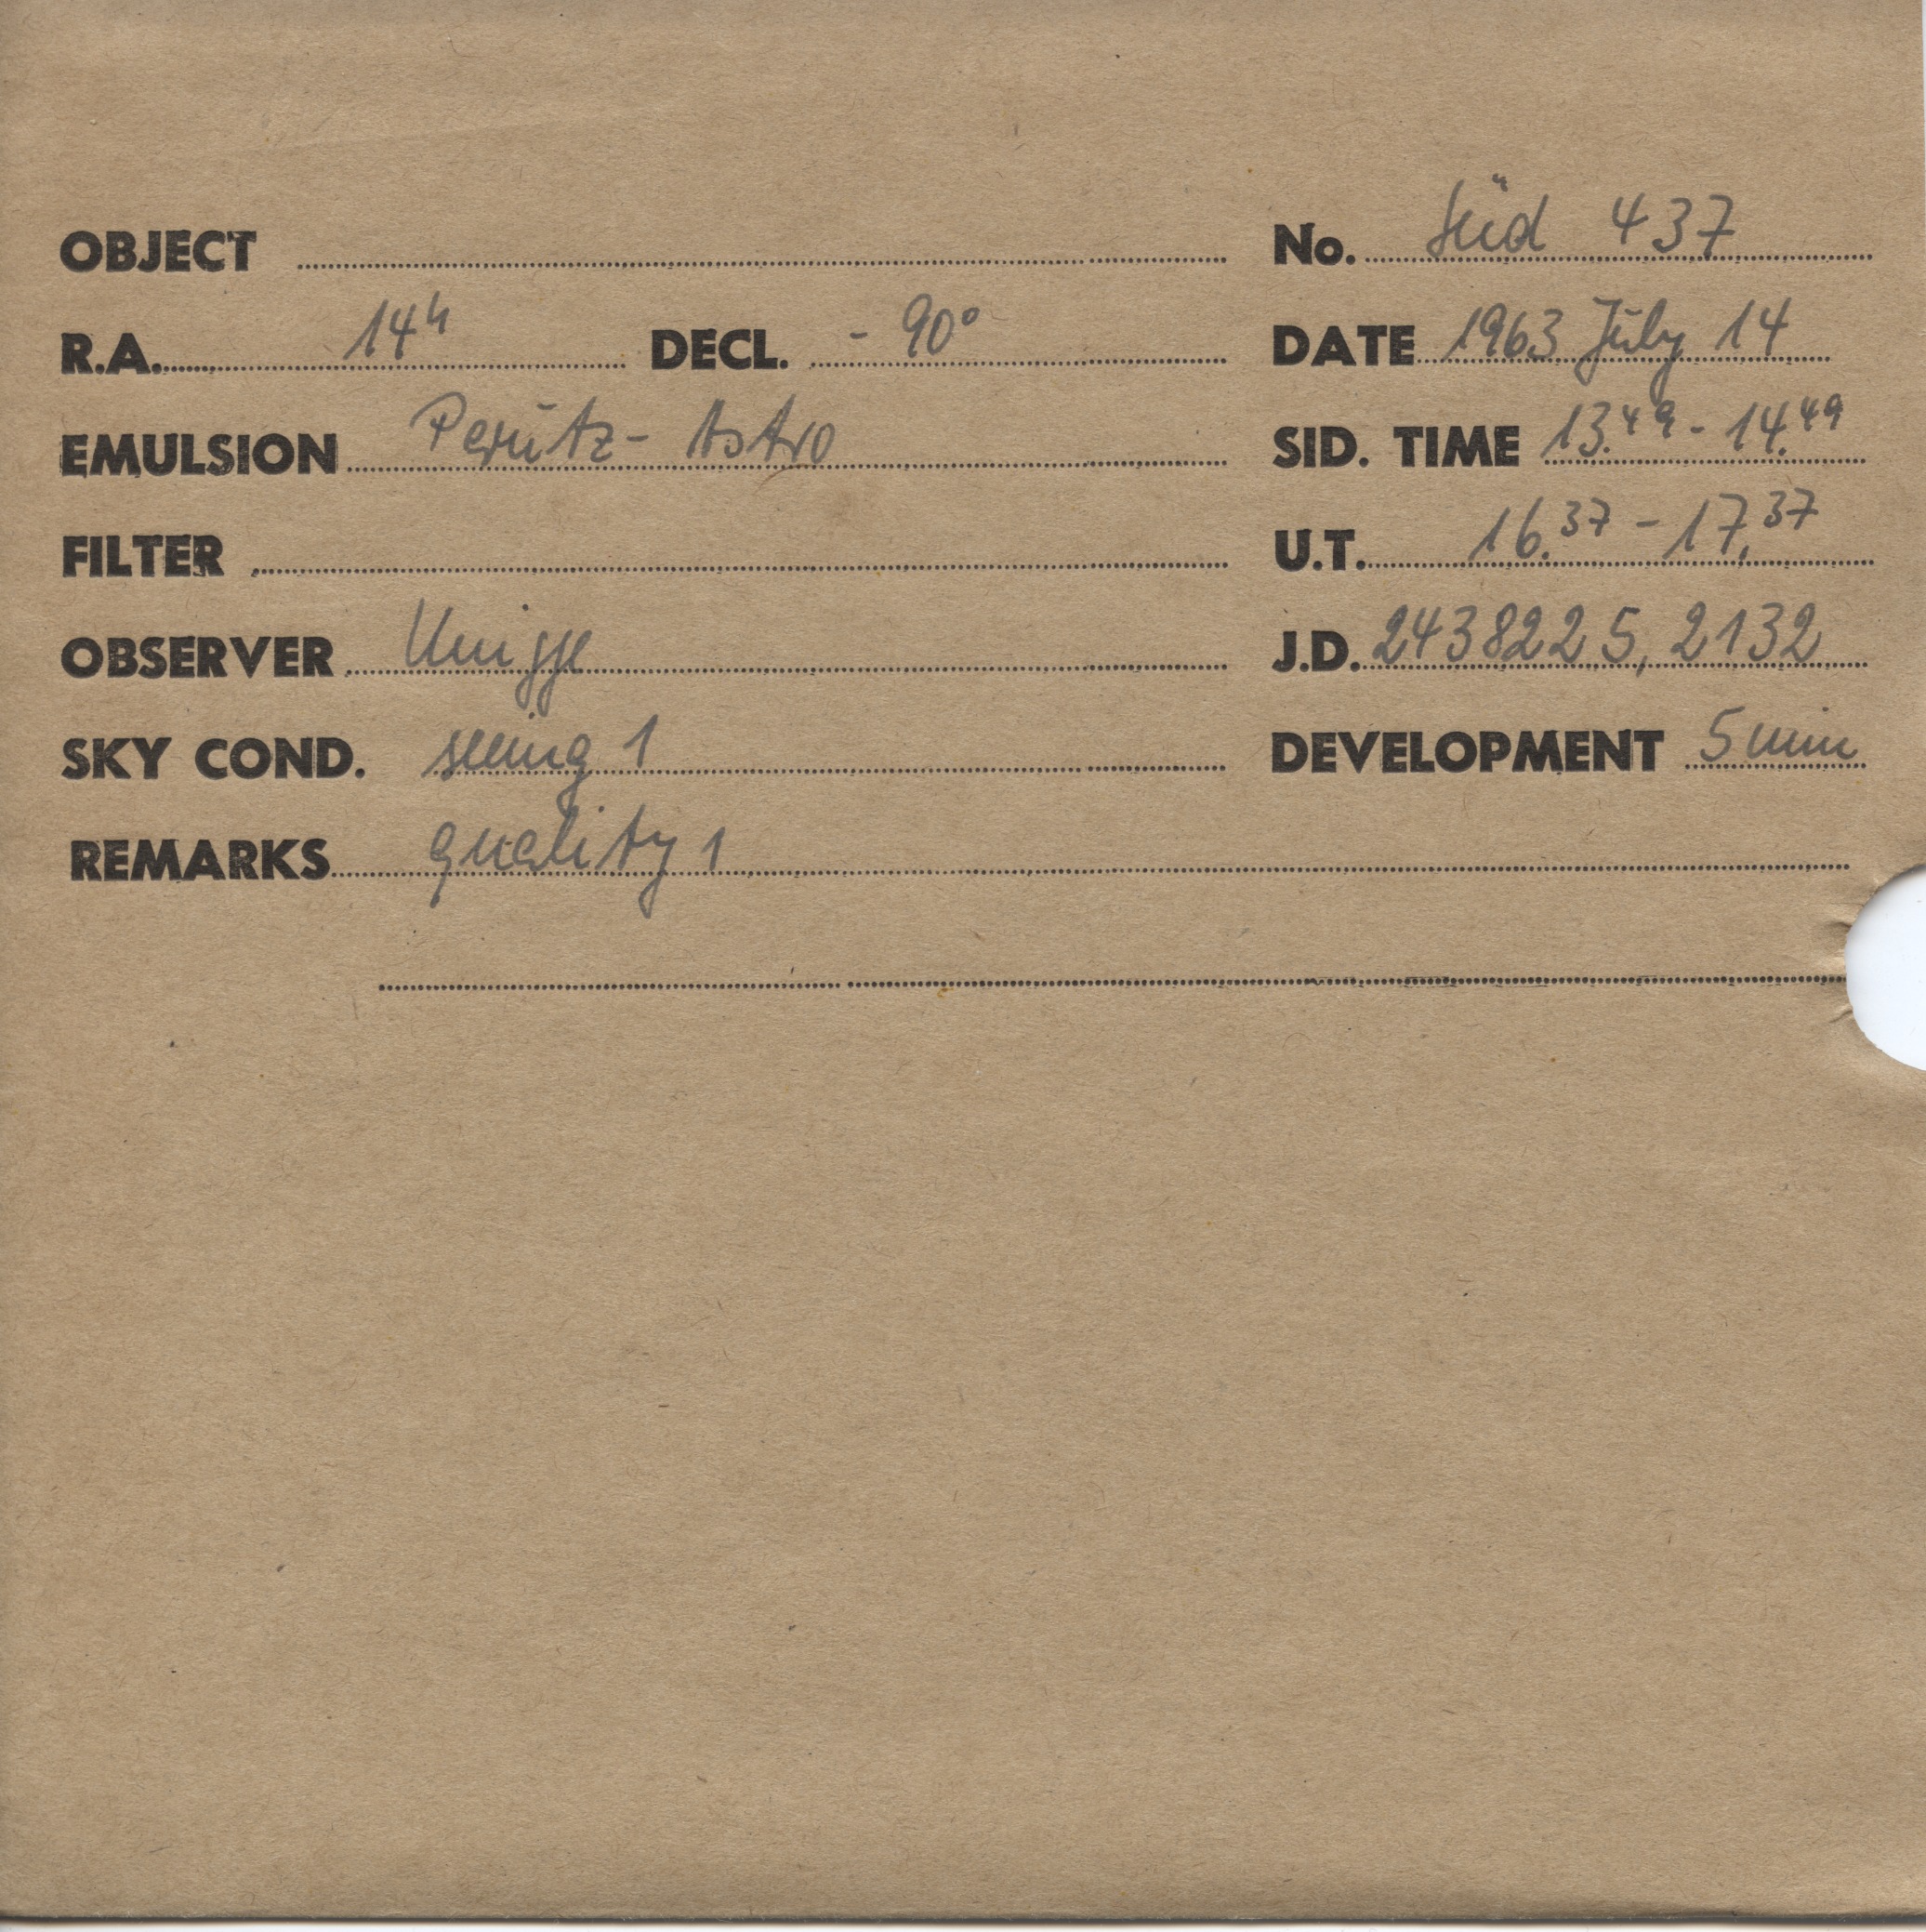 OBJECT No. Süd 437
R.A. 14h DECL. - 90° DATE 1963 July 14
EMULSION Perutz - Astro SID. TIME 13.49 - 14.49
FILTER U.T. 16.37 - 17.37
OBSERVER Knigge J.D. 2438225,2132
SKY COND. seeing 1 DEVELOPMENT 5 min
REMARKS quality 1